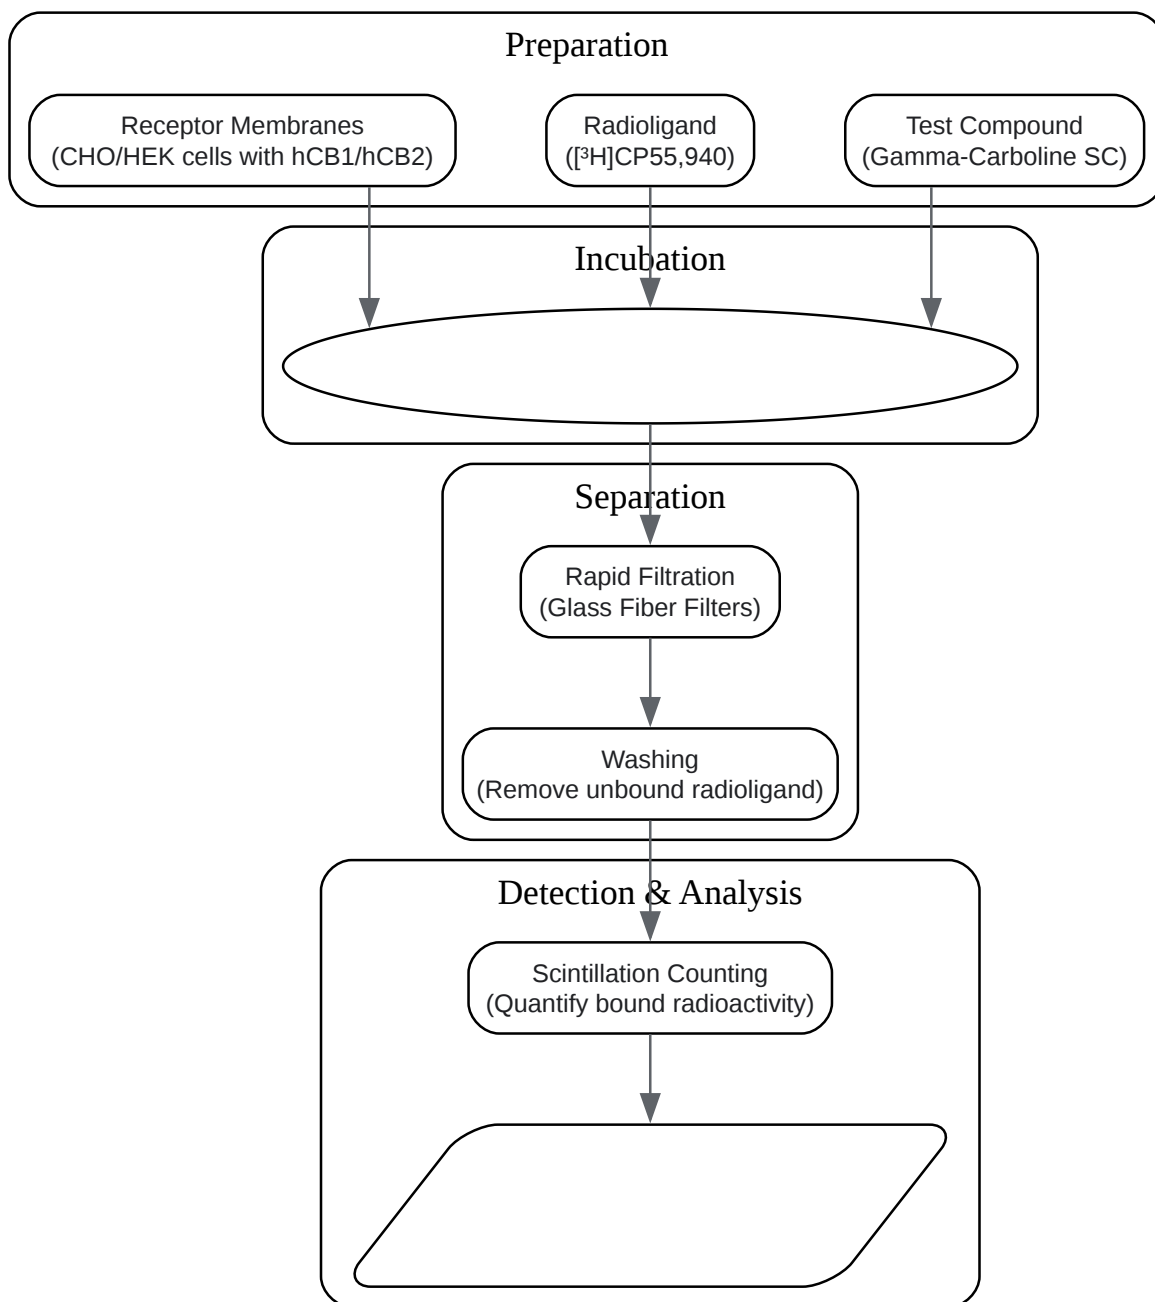 Preparation
Receptor Membranes
(CHO/HEK cells with hCB1/hCB2)
Radioligand
([³H]CP55,940)
Test Compound
(Gamma-Carboline SC)
Incubation
Separation
Rapid Filtration
(Glass Fiber Filters)
Washing
(Remove unbound radioligand)
Detection & Analysis
Scintillation Counting
(Quantify bound radioactivity)